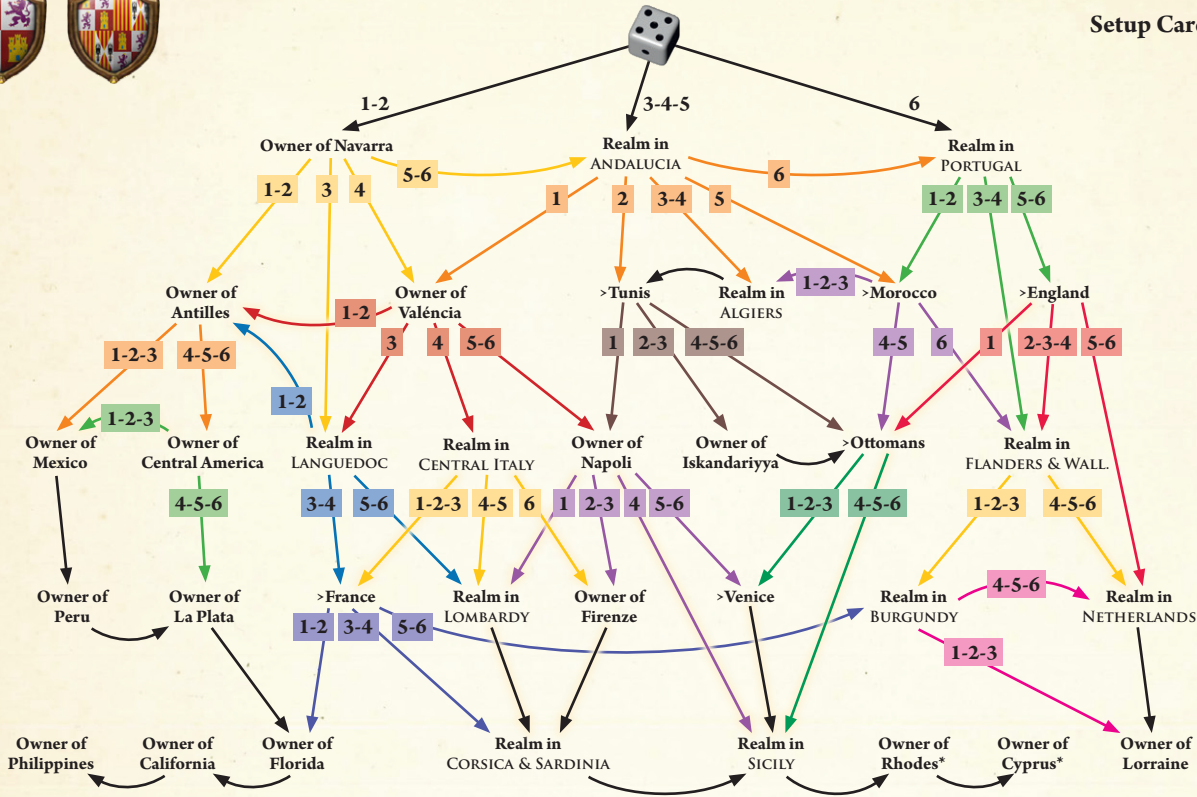 Setup Car
1-2
3-4-5
6
Owner of Navarra
Realm in
ANDALUCIA
Realm in
PORTUGAL
5-6
6
1-2
3
4
1
2
3-4
5
1-2
3-4
5-6
Owner of
Antilles
Owner of
Valéncia
>Tunis
Realm in
ALGIERS
1-2-3
>Morocco
>England
1-2
1-2-3
4-5-6
3
4
5-6
1
2-3
4-5-6
4-5
6
1
2-3-4
5-6
1-2
1-2-3
Owner of
Mexico
Owner of
Central America
Realm in
LANGUEDOC
Realm in
CENTRAL ITALY
Owner of
Napoli
Owner of
Iskandariyya
>Ottomans
Realm in
FLANDERS & WALL.
4-5-6
3-4
5-6
1-2-3
4-5
6
1
2-3
4
5-6
1-2-3
4-5-6
1-2-3
4-5-6
Owner of
Peru
Owner of
La Plata
>France
Realm in
LOMBARDY
Owner of
Firenze
>Venice
Realm in
BURGUNDY
4-5-6
Realm in
NETHERLANDS
1-2
3-4
5-6
1-2-3
Owner of
Philippines
Owner of
California
Owner of
Florida
Realm in
CORSICA & SARDINIA
Realm in
SICILY
Owner of
Rhodes*
Owner of
Cyprus*
Owner of
Lorraine